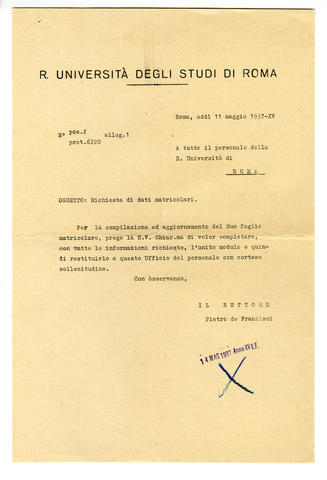 R. UNIVERSITÀ DEGLI STUDI DI ROMA
Roma, addì 11 maggio 1937-XV
N° pos.2 alleg.1
prot.6220
A tutto il personale della
R. Università di
ROMA
OGGETTO: Richiesta di dati matricolari.
Per la compilazione ed aggiornamento del Suo foglio
matricolare, prego la S.V. Chiar.ma di voler completare,
con tutte le informazioni richieste, l'unito modulo e quin=
di restituirlo a questo Ufficio del personale con cortese
sollecitudine.
Con osservanza,
IL RETTORE
Pietro de Francisci
14 MAG 1937 Anno XV E.F.